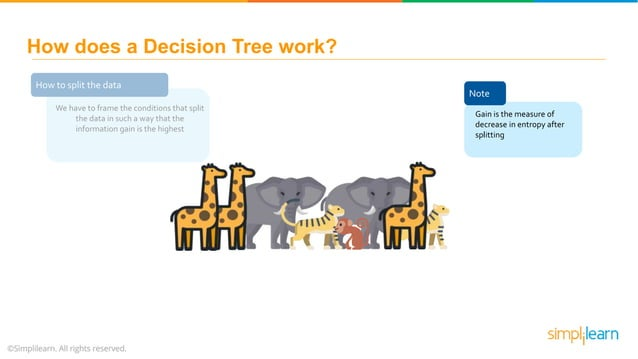 How does a Decision Tree work?
How to split the data
We have to frame the conditions that split
the data in such a way that the
information gain is the highest
Note
Gain is the measure of
decrease in entropy after
splitting
simplilearn
©Simplilearn. All rights reserved.